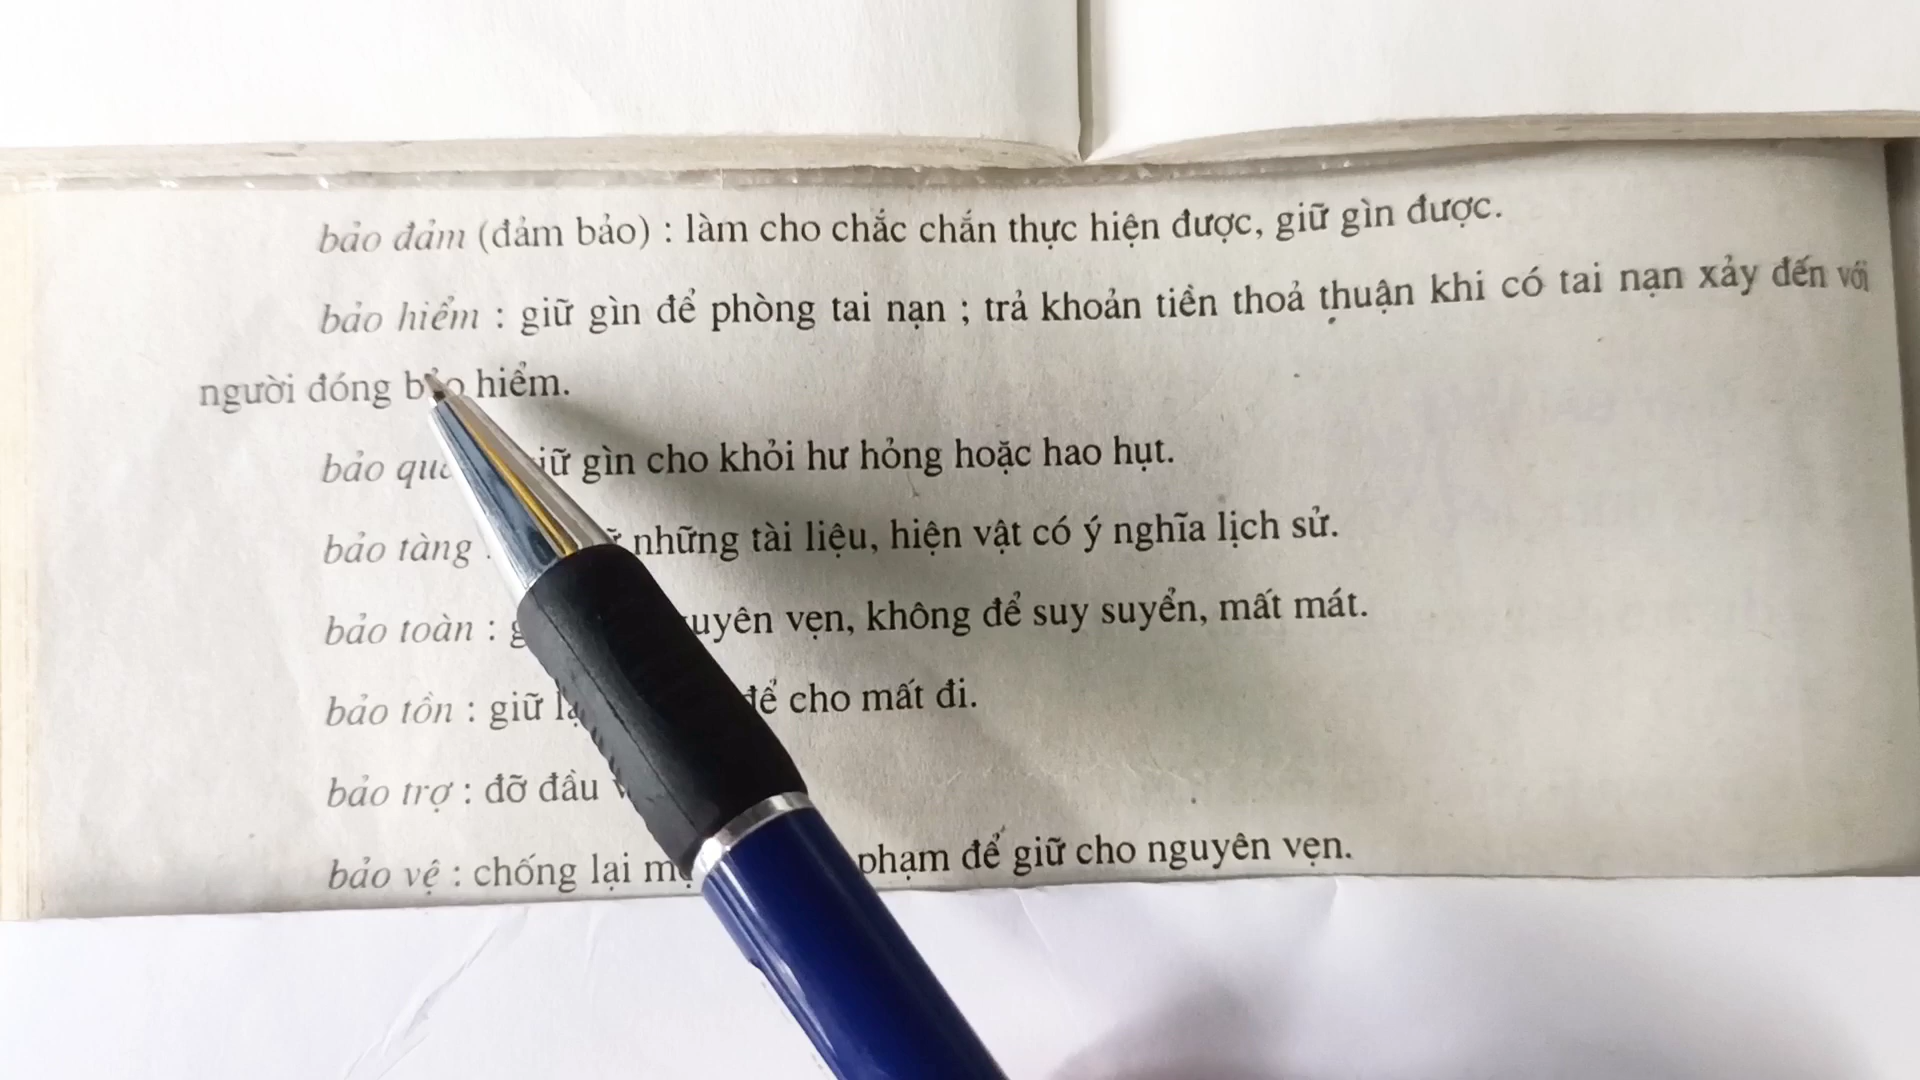 bảo đảm (đảm bảo) : làm cho chắc chắn thực hiện được, giữ gìn được.
bảo hiểm : giữ gìn để phòng tai nạn ; trả khoản tiền thoả thuận khi có tai nạn xảy đến với
người đóng bảo hiểm.
bảo gìn cho khỏi hư hỏng hoặc hao hụt.
bảo tàng : những tài liệu, hiện vật có ý nghĩa lịch sử.
bảo toàn : vẹn, không để suy suyển, mất mát.
bảo tồn : giữ để cho mất đi.
bảo trợ : đỡ đầu
bảo vệ : chống lại phạm để giữ cho nguyên vẹn.